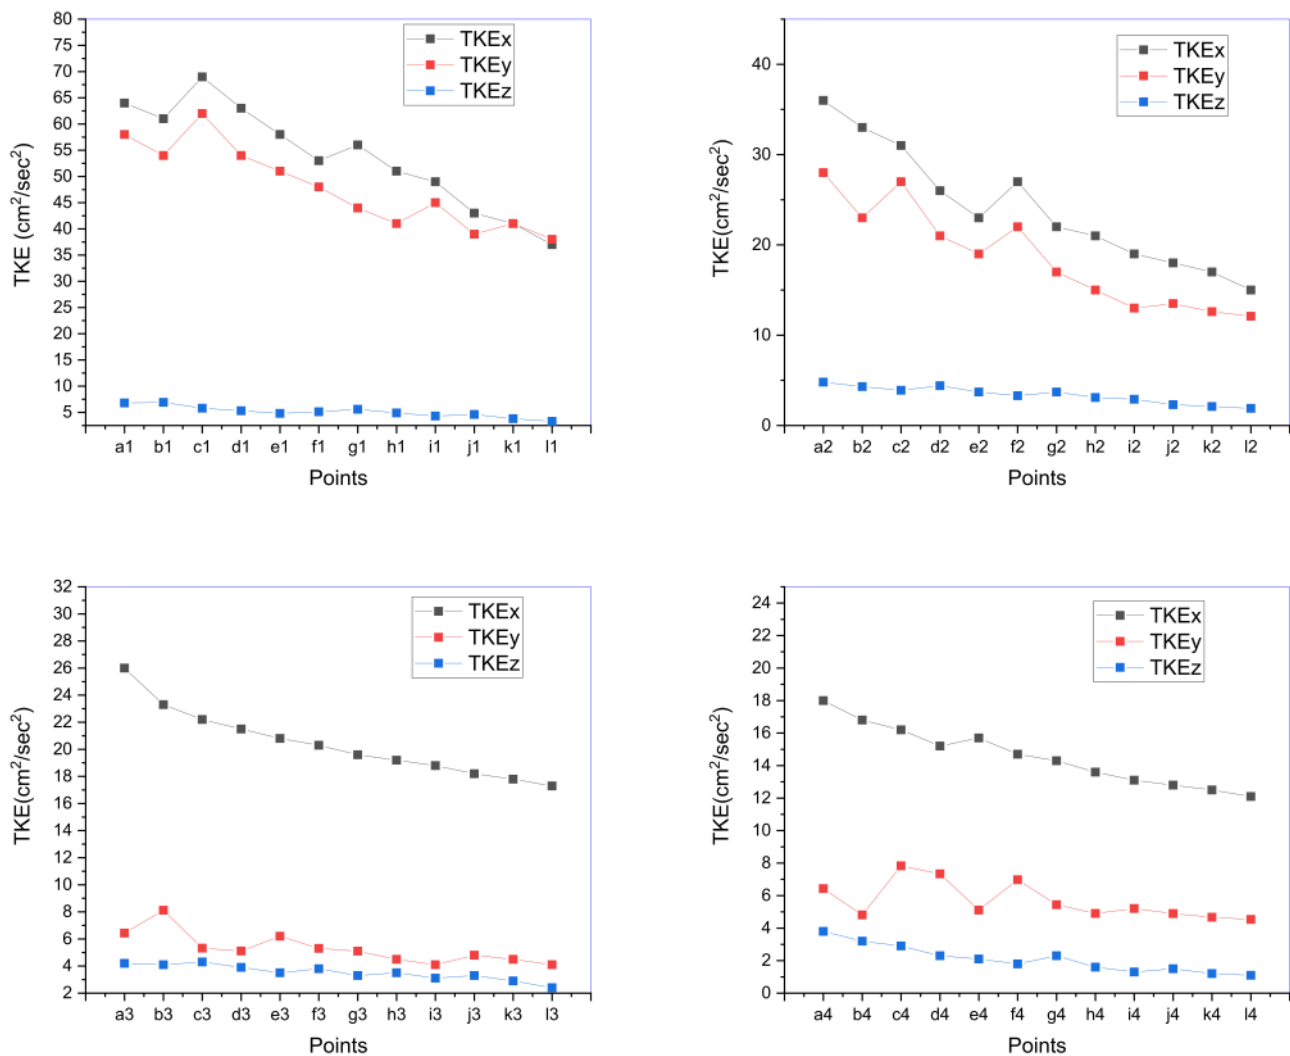 80
75
70
65
60
55
50
45
40
35
30
25
20
15
10
5
TKE (cm²/sec²)
TKEx
TKEy
TKEz
a1 b1 c1 d1 e1 f1 g1 h1 i1 j1 k1 l1
Points
40
30
20
10
0
TKE(cm²/sec²)
TKEx
TKEy
TKEz
a2 b2 c2 d2 e2 f2 g2 h2 i2 j2 k2 l2
Points
32
30
28
26
24
22
20
18
16
14
12
10
8
6
4
2
TKE(cm²/sec²)
TKEx
TKEy
TKEz
a3 b3 c3 d3 e3 f3 g3 h3 i3 j3 k3 l3
Points
24
22
20
18
16
14
12
10
8
6
4
2
0
TKE(cm²/sec²)
TKEx
TKEy
TKEz
a4 b4 c4 d4 e4 f4 g4 h4 i4 j4 k4 l4
Points